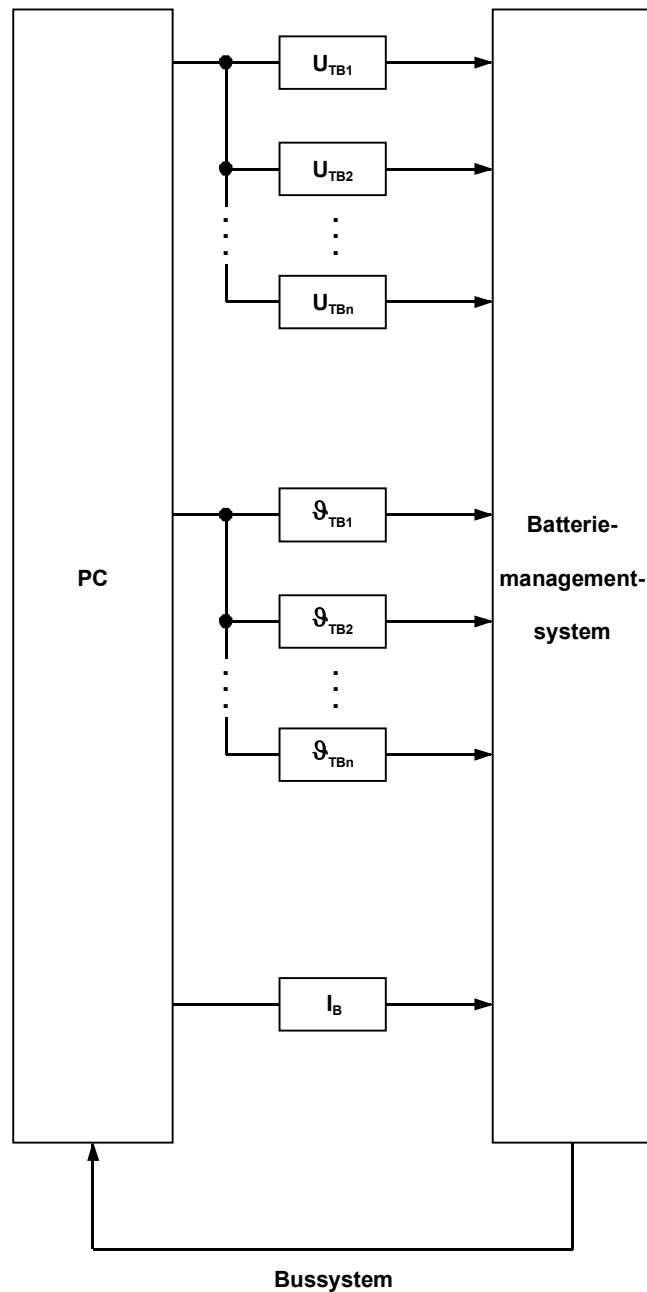 U_TB1
U_TB2
U_TBn
PC
ϑ_TB1
ϑ_TB2
ϑ_TBn
Batterie-
management-
system
I_B
Bussystem